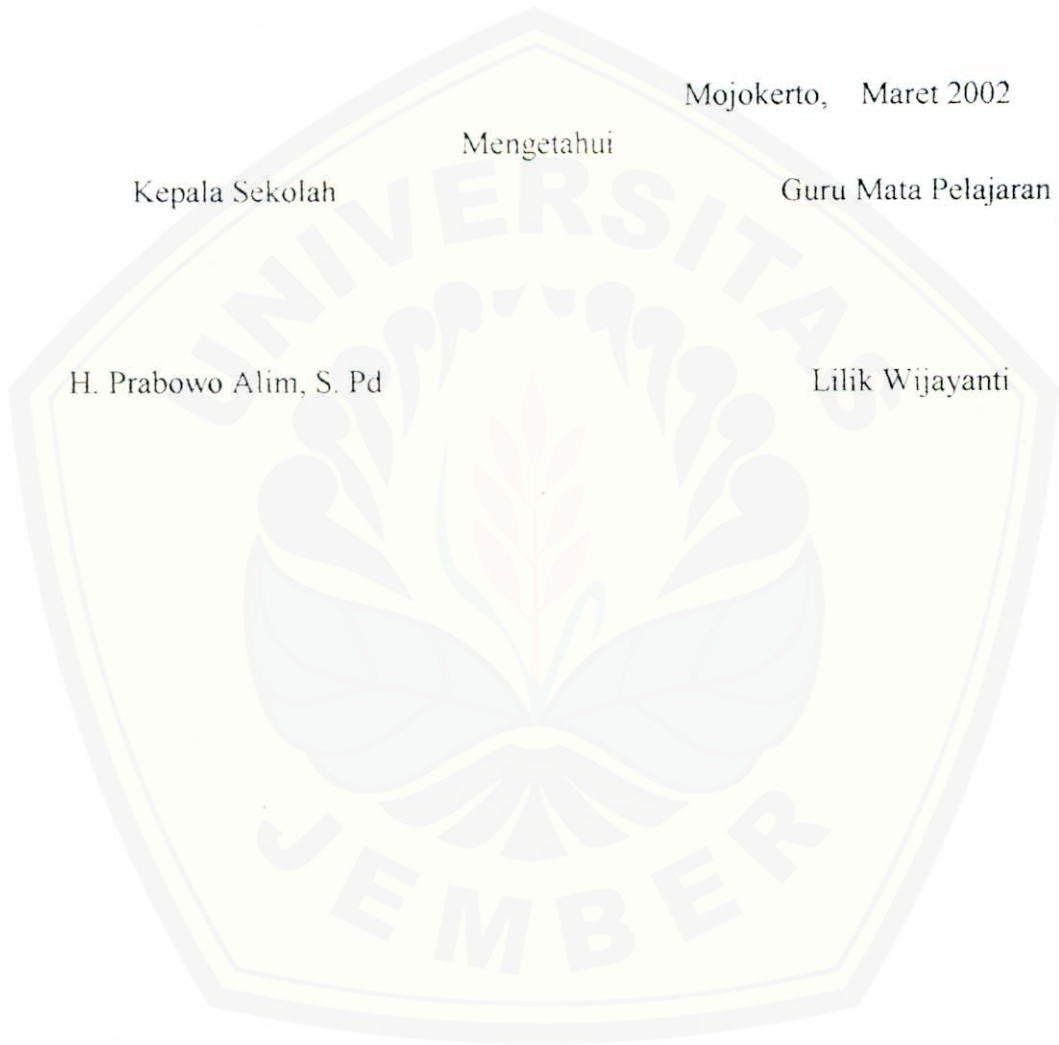 Mojokerto,    Maret 2002
Mengetahui
Kepala Sekolah    Guru Mata Pelajaran
H. Prabowo Alim, S. Pd    Lilik Wijayanti
UNIVERSITAS
JEMBER